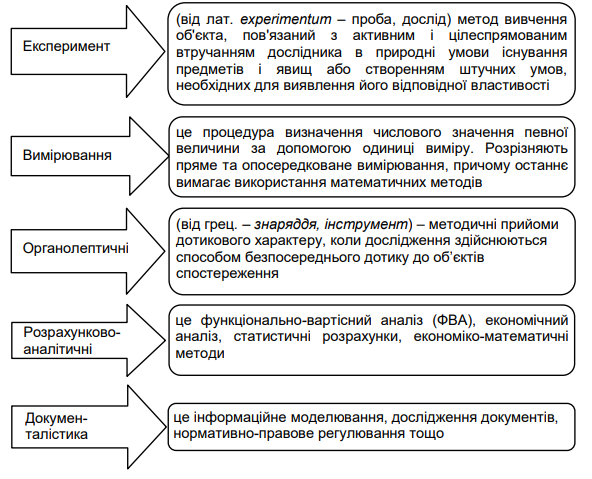 Експеримент
(від лат. experimentum – проба, дослід) метод вивчення
об'єкта, пов'язаний з активним і цілеспрямованим
втручанням дослідника в природні умови існування
предметів і явищ або створенням штучних умов,
необхідних для виявлення його відповідної властивості
Вимірювання
це процедура визначення числового значення певної
величини за допомогою одиниці виміру. Розрізняють
пряме та опосередковане вимірювання, причому останнє
вимагає використання математичних методів
Органолептичні
(від грец. – знаряддя, інструмент) – методичні прийоми
дотикового характеру, коли дослідження здійснюються
способом безпосереднього дотику до об’єктів
спостереження
Розрахунково-
аналітичні
це функціонально-вартісний аналіз (ФВА), економічний
аналіз, статистичні розрахунки, економіко-математичні
методи
Докумен-
талістика
це інформаційне моделювання, дослідження документів,
нормативно-правове регулювання тощо